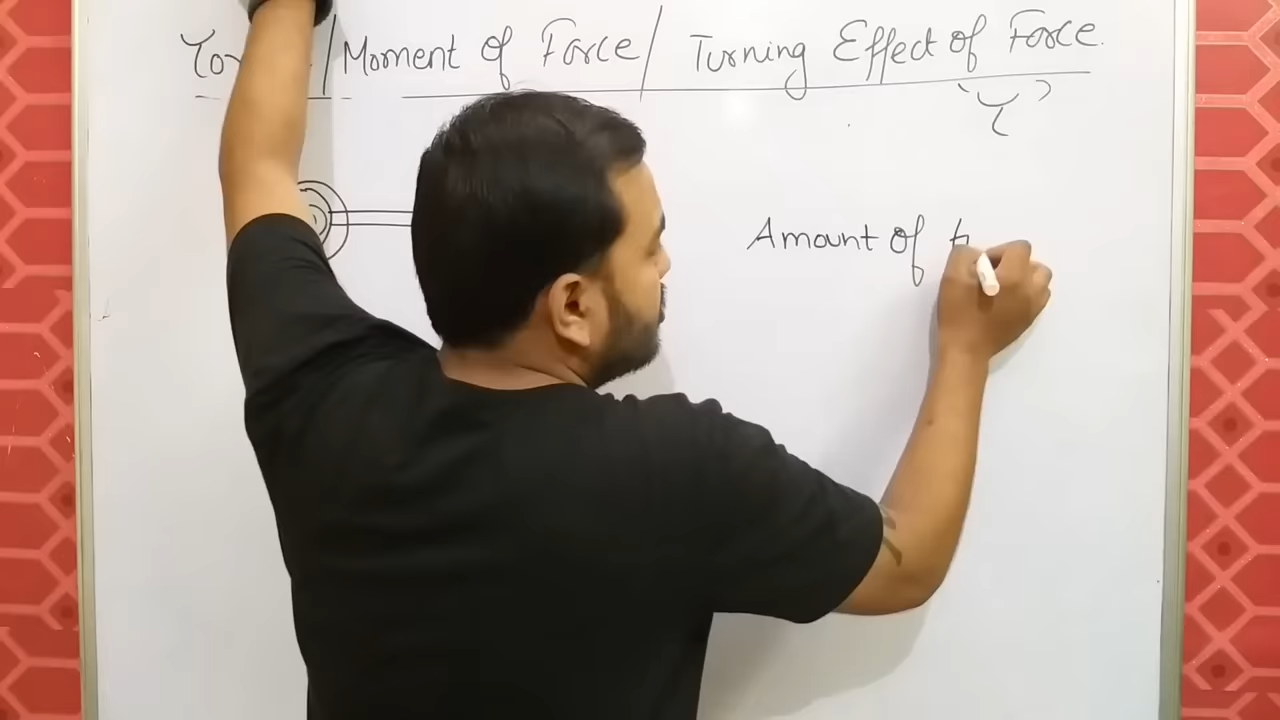 / Moment of Force / Turning Effect of Force.
'τ'
Amount of